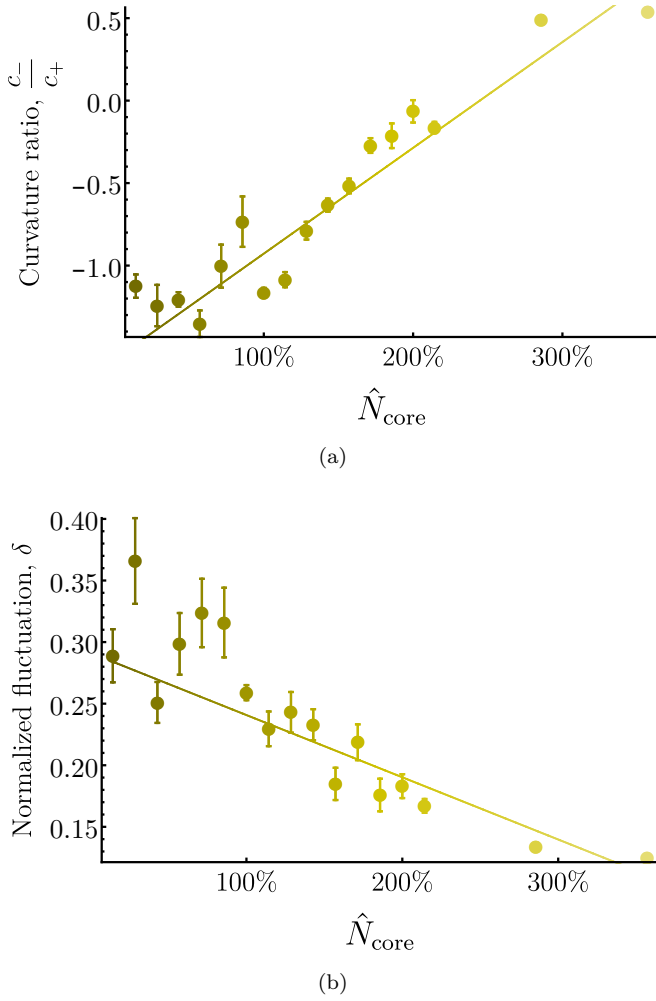 0.5
0.0
−0.5
−1.0
Curvature ratio, c₋/c₊
100% 200% 300%
N̂core
(a)
0.40
0.35
0.30
0.25
0.20
0.15
Normalized fluctuation, δ
100% 200% 300%
N̂core
(b)